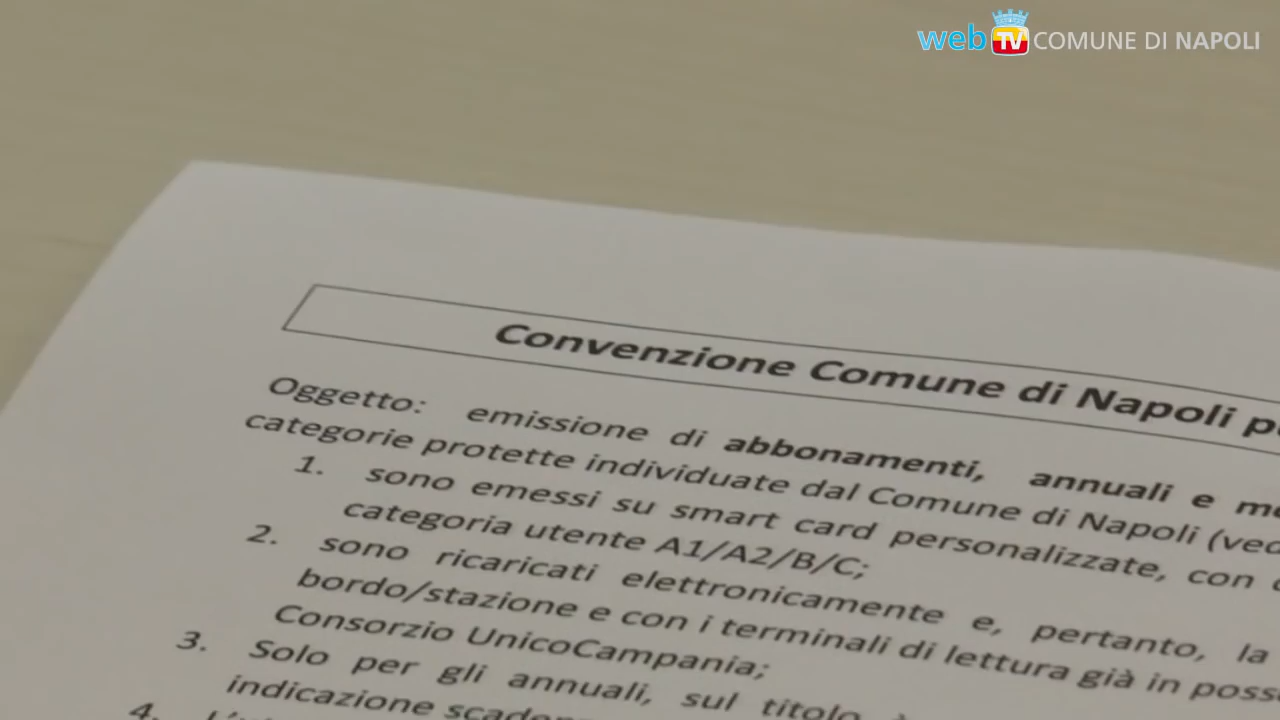 web TV COMUNE DI NAPOLI
Convenzione Comune di Napoli
Oggetto: emissione di abbonamenti, annuali e
categorie protette individuate dal Comune di Napoli
1. sono emessi su smart card personalizzate, con
categoria utente A1/A2/B/C;
2. sono ricaricati elettronicamente e, pertanto, la
bordo/stazione e con i terminali di lettura già in
Consorzio UnicoCampania;
3. Solo per gli annuali, sul titolo è
indicazione
4.